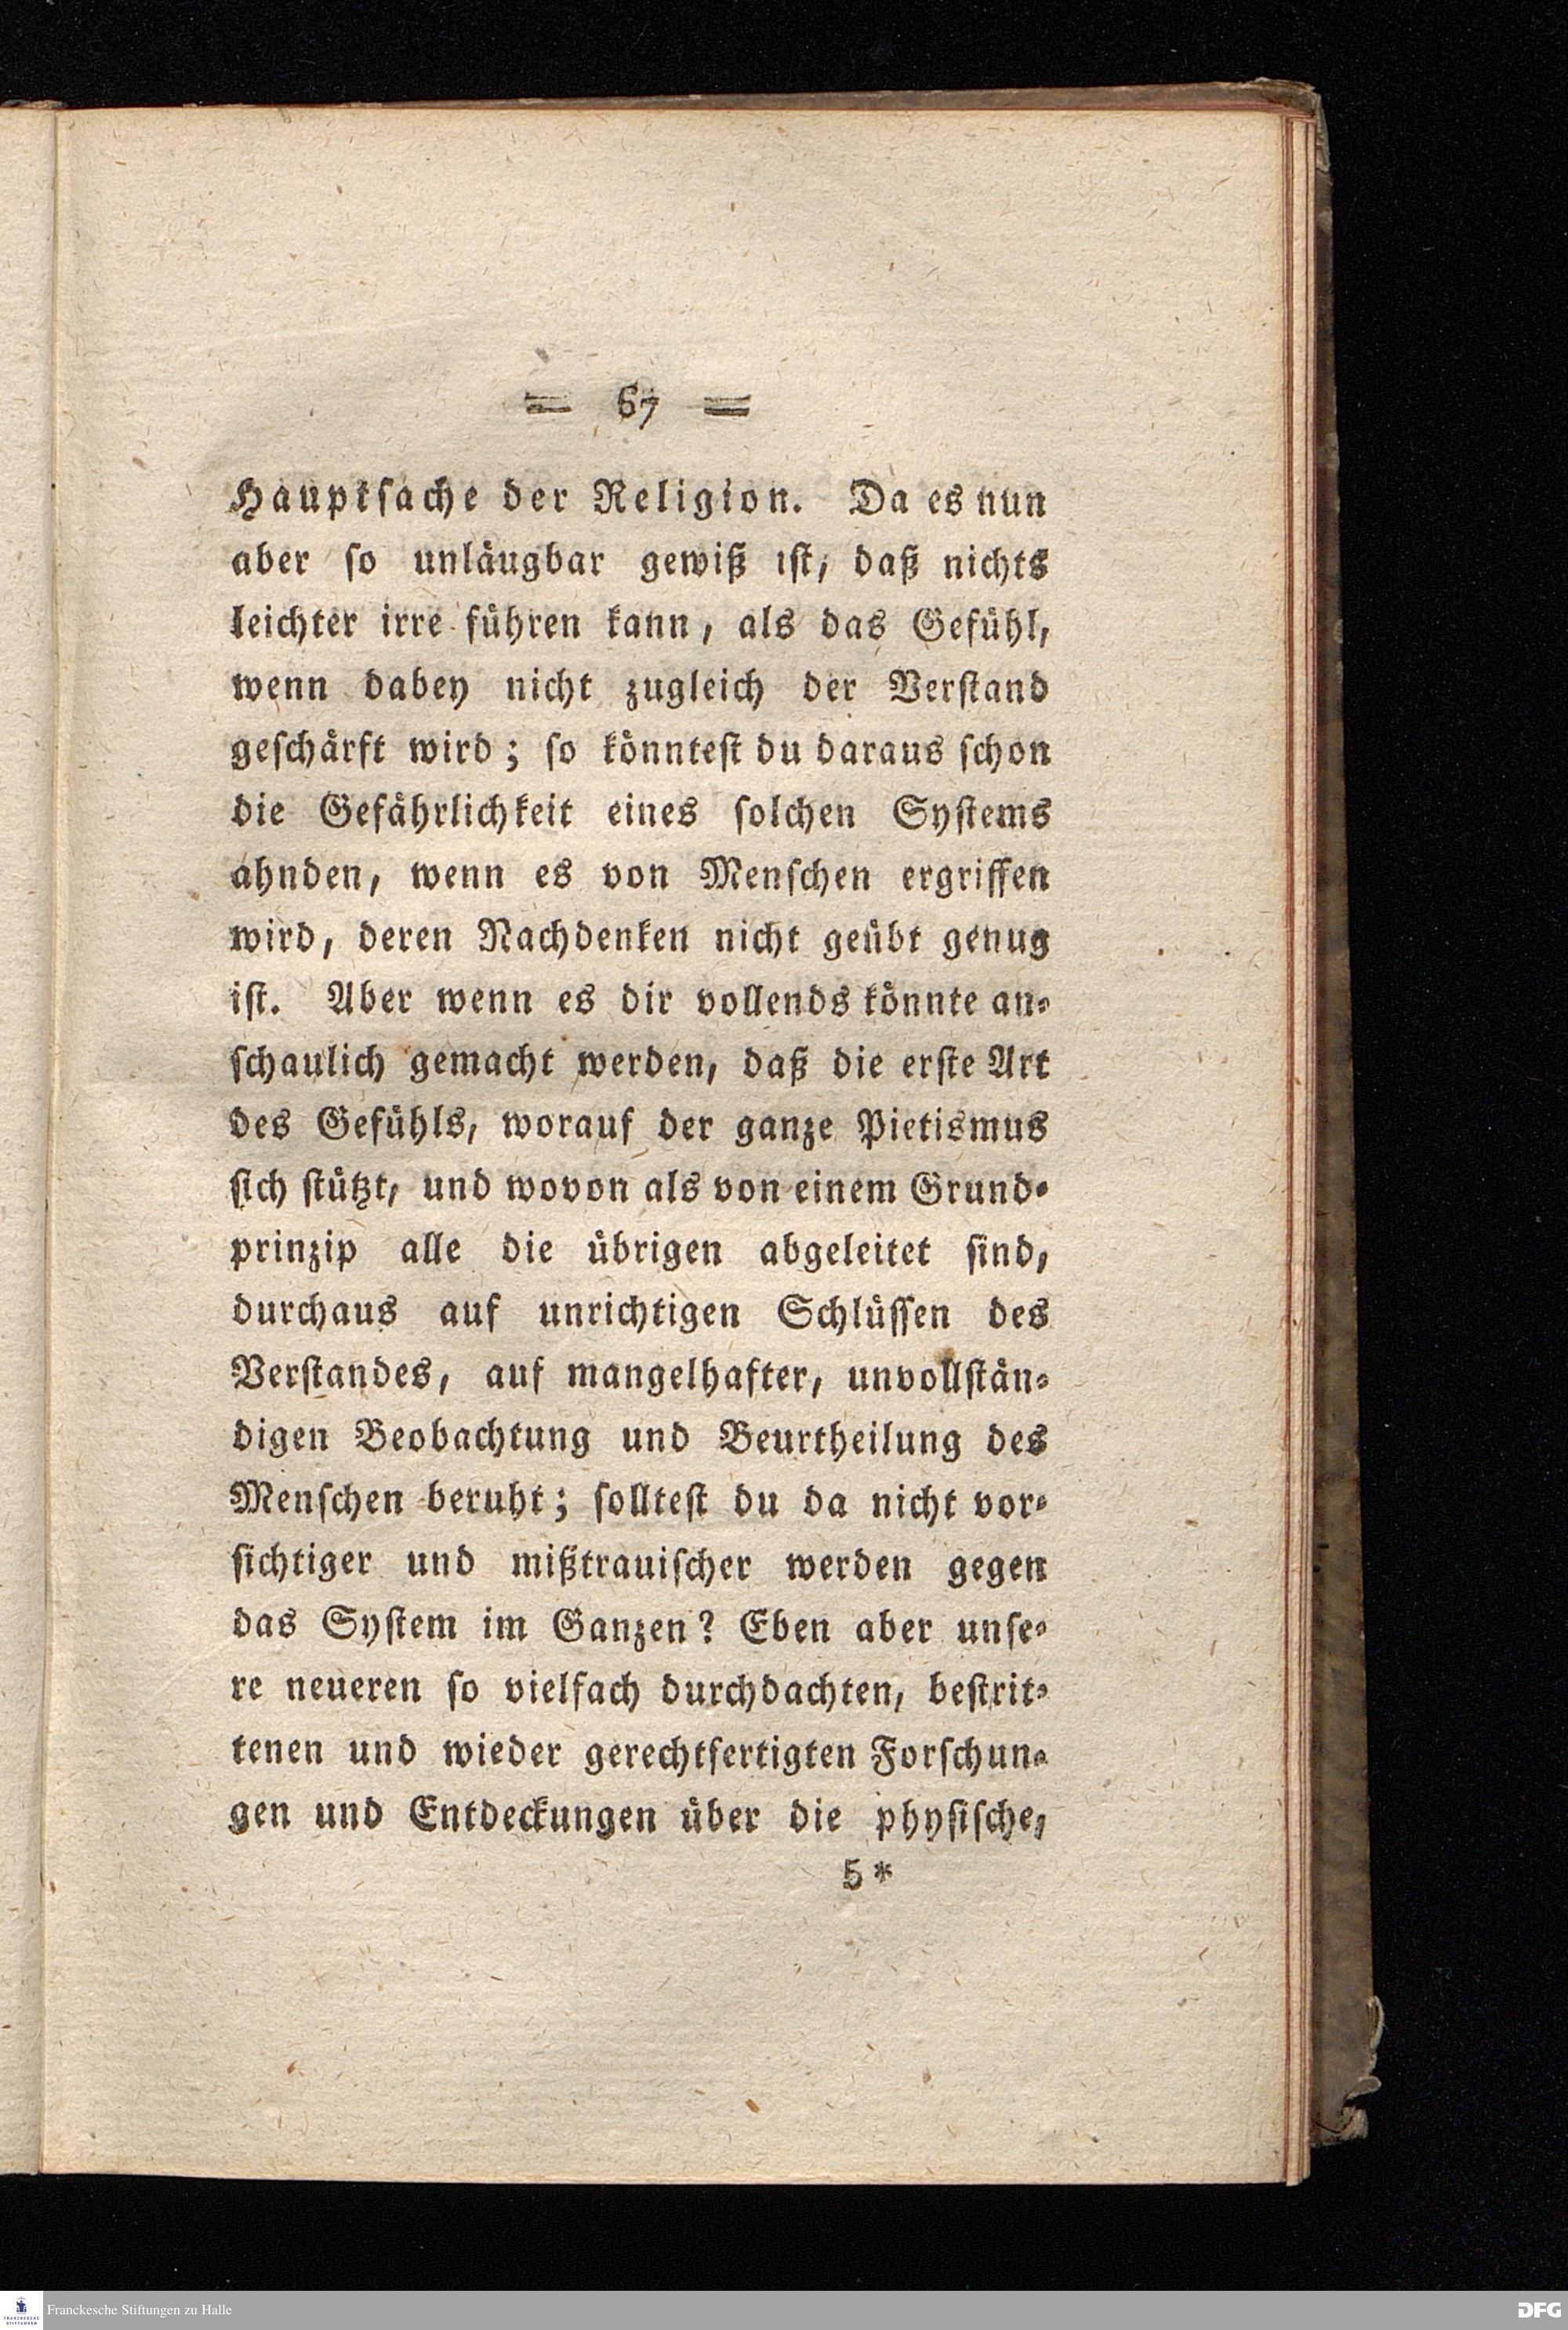 = 67 =
Hauptſache der Religion. Da es nun
aber ſo unläugbar gewiß iſt, daß nichts
leichter irre führen kann, als das Gefühl,
wenn dabey nicht zugleich der Verſtand
geſchärft wird; ſo könnteſt du daraus ſchon
die Gefährlichkeit eines ſolchen Syſtems
ahnden, wenn es von Menſchen ergriffen
wird, deren Nachdenken nicht geübt genug
iſt. Aber wenn es dir vollends könnte an⸗
ſchaulich gemacht werden, daß die erſte Art
des Gefühls, worauf der ganze Pietismus
ſich ſtützt, und wovon als von einem Grund⸗
prinzip alle die übrigen abgeleitet ſind,
durchaus auf unrichtigen Schlüſſen des
Verſtandes, auf mangelhafter, unvollſtän⸗
digen Beobachtung und Beurtheilung des
Menſchen beruht; ſollteſt du da nicht vor⸗
ſichtiger und mißtrauiſcher werden gegen
das Syſtem im Ganzen? Eben aber unſe⸗
re neueren ſo vielfach durchdachten, beſtrit⸗
tenen und wieder gerechtfertigten Forſchun⸗
gen und Entdeckungen über die phyſiſche,
5*
FRANCKESCHE
STIFTUNGEN
Franckesche Stiftungen zu Halle
DFG